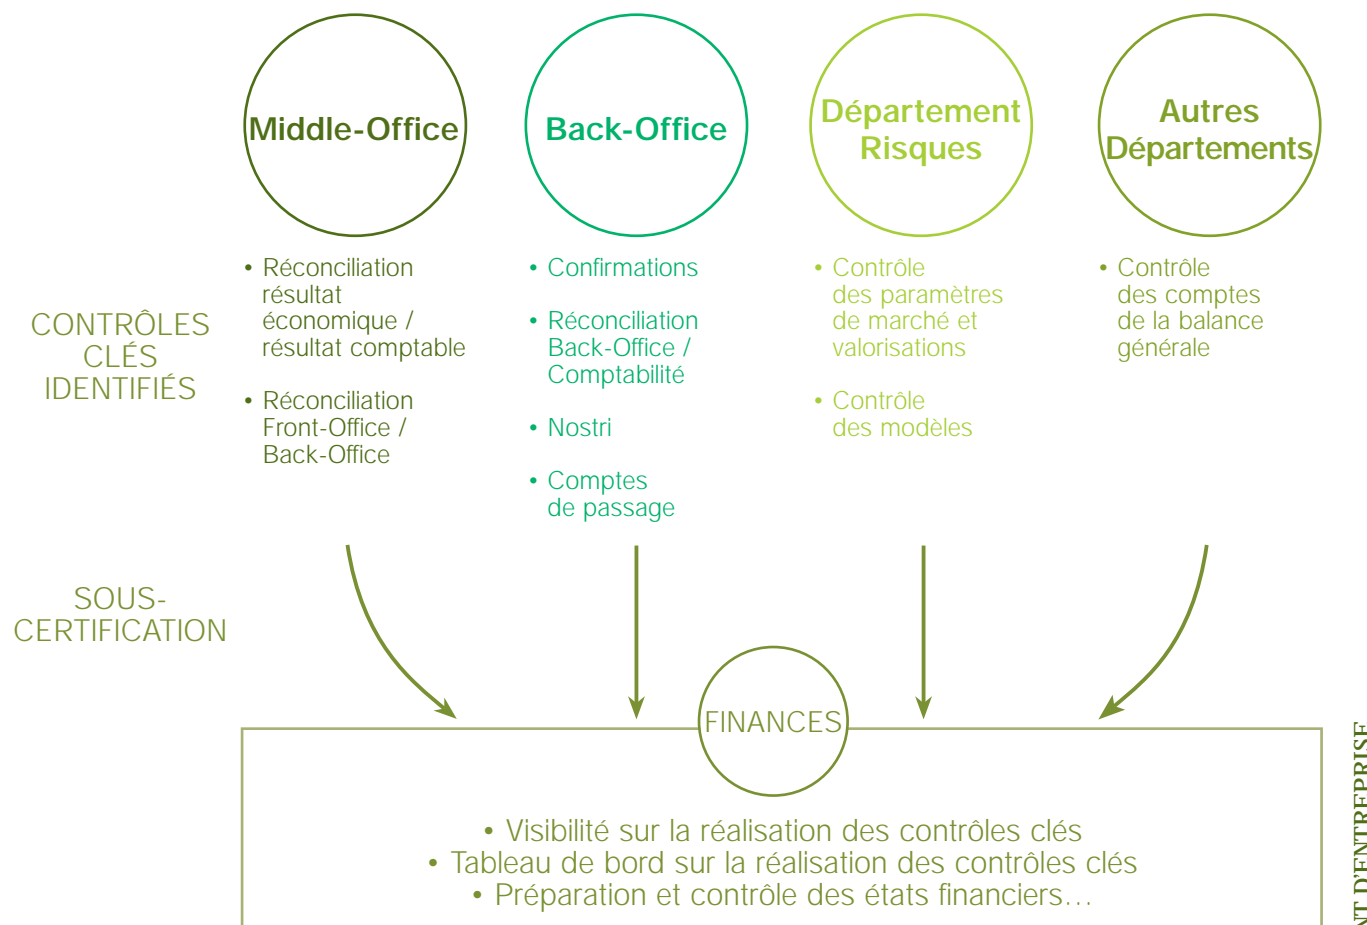 Middle-Office
Back-Office
Département
Risques
Autres
Départements
CONTRÔLES
CLÉS
IDENTIFIÉS
• Réconciliation
résultat
économique /
résultat comptable
• Réconciliation
Front-Office /
Back-Office
• Confirmations
• Réconciliation
Back-Office /
Comptabilité
• Nostri
• Comptes
de passage
• Contrôle
des paramètres
de marché et
valorisations
• Contrôle
des modèles
• Contrôle
des comptes
de la balance
générale
SOUS-
CERTIFICATION
FINANCES
• Visibilité sur la réalisation des contrôles clés
• Tableau de bord sur la réalisation des contrôles clés
• Préparation et contrôle des états financiers…
D'ENTREPRISE